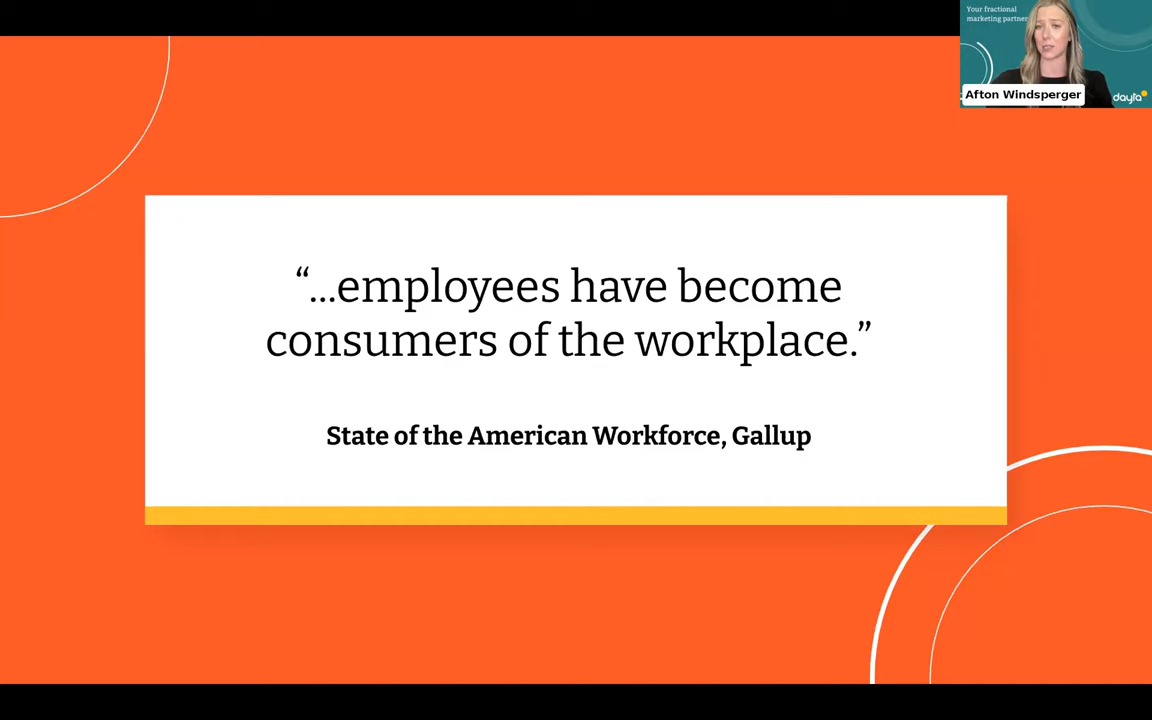 Your fractional
marketing partner
Afton Windsperger
dayta
“...employees have become
consumers of the workplace.”
State of the American Workforce, Gallup